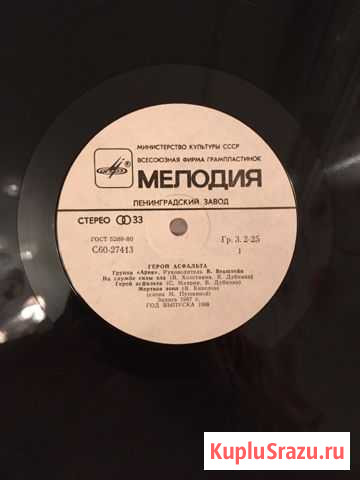 МИНИСТЕРСТВО КУЛЬТУРЫ СССР
ВСЕСОЮЗНАЯ ФИРМА ГРАМПЛАСТИНОК
МЕЛОДИЯ
ЛЕНИНГРАДСКИЙ ЗАВОД
СТЕРЕО 33
ГОСТ 5289-80 Гр. 3. 2-25
С60-27413 1
ГЕРОЙ АСФАЛЬТА
Группа «Ария». Руководитель В. Векштейн
На службе силы зла (В. Холстинин, В. Дубинин)
Герой асфальта (С. Маврин, В. Дубинин)
Мертвая зона (В. Кипелов)
(слова М. Пушкиной)
Запись 1987 г.
ГОД ВЫПУСКА 1988
KupluSrazu.ru